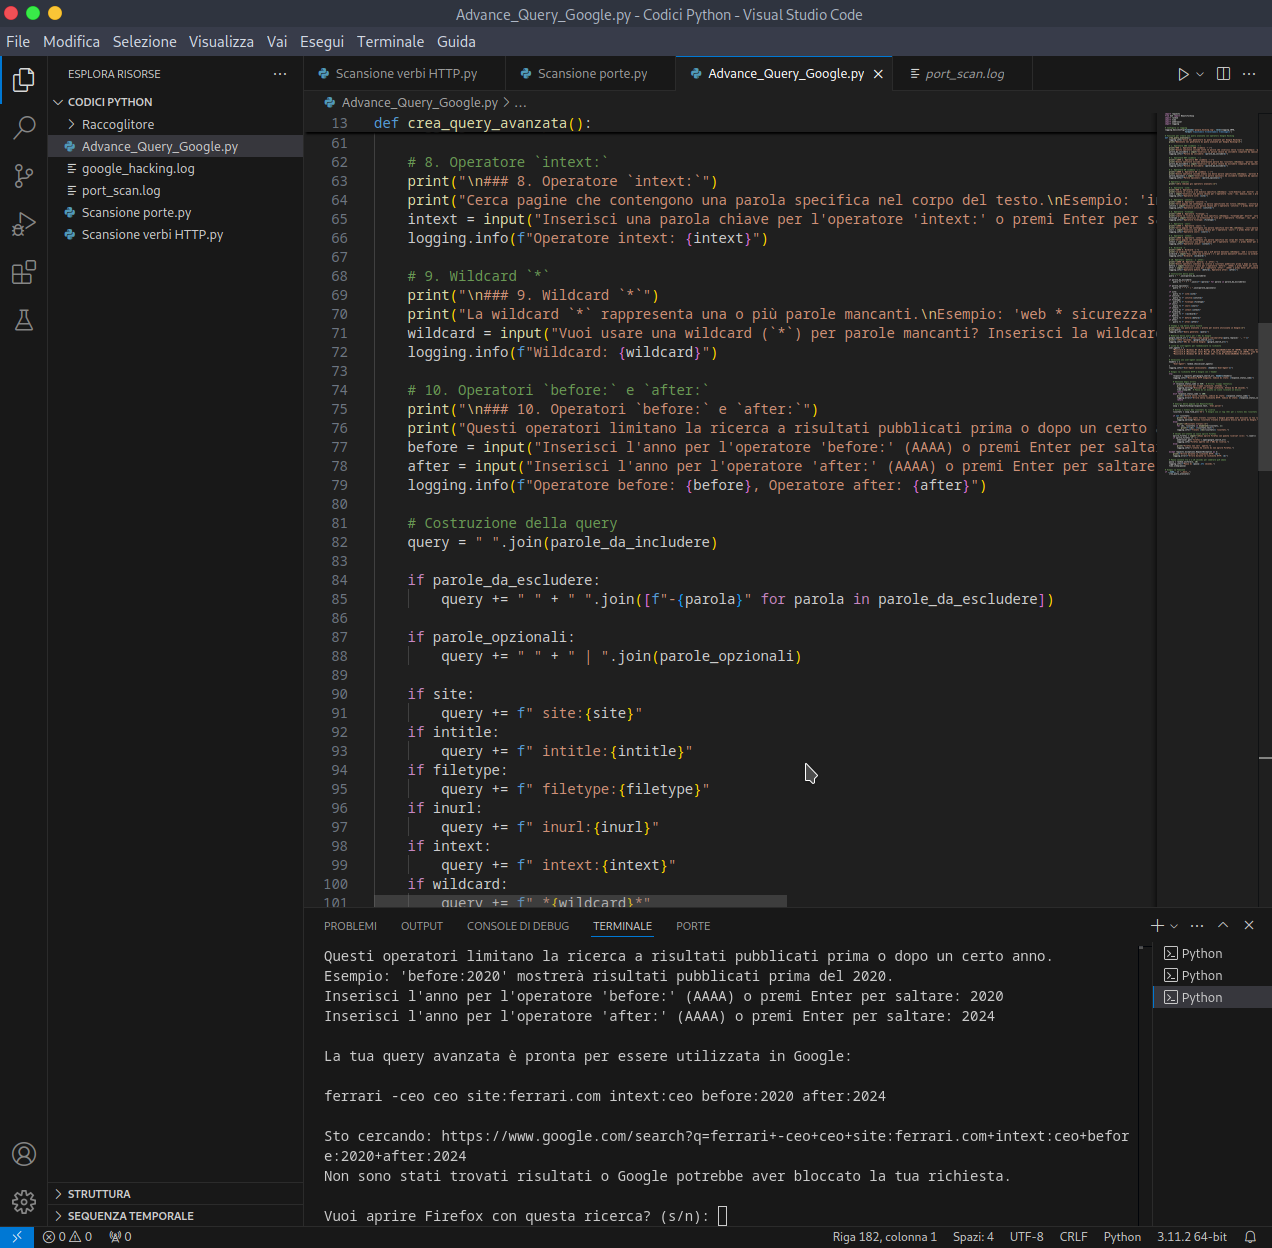 Advance_Query_Google.py - Codici Python - Visual Studio Code
File Modifica Selezione Visualizza Vai Esegui Terminale Guida
ESPLORA RISORSE
CODICI PYTHON
Raccoglitore
Advance_Query_Google.py
google_hacking.log
port_scan.log
Scansione porte.py
Scansione verbi HTTP.py
STRUTTURA
SEQUENZA TEMPORALE
Scansione verbi HTTP.py Scansione porte.py Advance_Query_Google.py port_scan.log
Advance_Query_Google.py > ...
13 def crea_query_avanzata():
61
62 # 8. Operatore `intext:`
63 print("\n### 8. Operatore `intext:`")
64 print("Cerca pagine che contengono una parola specifica nel corpo del testo.\nEsempio: 'i
65 intext = input("Inserisci una parola chiave per l'operatore 'intext:' o premi Enter per s
66 logging.info(f"Operatore intext: {intext}")
67
68 # 9. Wildcard `*`
69 print("\n### 9. Wildcard `*`")
70 print("La wildcard `*` rappresenta una o più parole mancanti.\nEsempio: 'web * sicurezza'
71 wildcard = input("Vuoi usare una wildcard (`*`) per parole mancanti? Inserisci la wildcar
72 logging.info(f"Wildcard: {wildcard}")
73
74 # 10. Operatori `before:` e `after:`
75 print("\n### 10. Operatori `before:` e `after:`")
76 print("Questi operatori limitano la ricerca a risultati pubblicati prima o dopo un certo
77 before = input("Inserisci l'anno per l'operatore 'before:' (AAAA) o premi Enter per salta
78 after = input("Inserisci l'anno per l'operatore 'after:' (AAAA) o premi Enter per saltare
79 logging.info(f"Operatore before: {before}, Operatore after: {after}")
80
81 # Costruzione della query
82 query = " ".join(parole_da_includere)
83
84 if parole_da_escludere:
85 query += " " + " ".join([f"-{parola}" for parola in parole_da_escludere])
86
87 if parole_opzionali:
88 query += " " + " | ".join(parole_opzionali)
89
90 if site:
91 query += f" site:{site}"
92 if intitle:
93 query += f" intitle:{intitle}"
94 if filetype:
95 query += f" filetype:{filetype}"
96 if inurl:
97 query += f" inurl:{inurl}"
98 if intext:
99 query += f" intext:{intext}"
100 if wildcard:
101 query += f" *{wildcard}*"
PROBLEMI OUTPUT CONSOLE DI DEBUG TERMINALE PORTE
Questi operatori limitano la ricerca a risultati pubblicati prima o dopo un certo anno.
Esempio: 'before:2020' mostrerà risultati pubblicati prima del 2020.
Inserisci l'anno per l'operatore 'before:' (AAAA) o premi Enter per saltare: 2020
Inserisci l'anno per l'operatore 'after:' (AAAA) o premi Enter per saltare: 2024
La tua query avanzata è pronta per essere utilizzata in Google:
ferrari -ceo ceo site:ferrari.com intext:ceo before:2020 after:2024
Sto cercando: https://www.google.com/search?q=ferrari+-ceo+ceo+site:ferrari.com+intext:ceo+befor
e:2020+after:2024
Non sono stati trovati risultati o Google potrebbe aver bloccato la tua richiesta.
Vuoi aprire Firefox con questa ricerca? (s/n):
Python
Python
Python
0 0 0 Riga 182, colonna 1 Spazi: 4 UTF-8 CRLF Python 3.11.2 64-bit